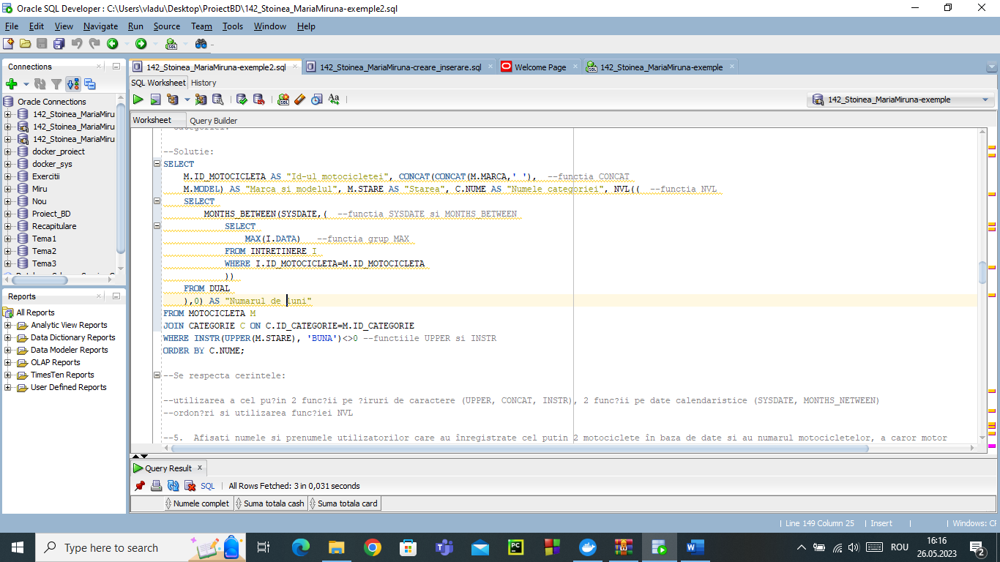 Oracle SQL Developer : C:\Users\vladu\Desktop\ProiectBD\142_Stoinea_MariaMiruna-exemple2.sql
File Edit View Navigate Run Source Team Tools Window Help
Connections
Oracle Connections
142_Stoinea_MariaMiru
142_Stoinea_MariaMiru
142_Stoinea_MariaMiru
docker_proiect
docker_sys
Exercitii
Miru
Nou
Proiect_BD
Recapitulare
Tema1
Tema2
Tema3
Reports
All Reports
Analytic View Reports
Data Dictionary Reports
Data Modeler Reports
OLAP Reports
TimesTen Reports
User Defined Reports
142_Stoinea_MariaMiruna-exemple2.sql 142_Stoinea_MariaMiruna-creare_inserare.sql Welcome Page 142_Stoinea_MariaMiruna-exemple
SQL Worksheet History
142_Stoinea_MariaMiruna-exemple
Worksheet Query Builder
--Solutie:
SELECT
M.ID_MOTOCICLETA AS "Id-ul motocicletei", CONCAT(CONCAT(M.MARCA,' '), --functia CONCAT
M.MODEL) AS "Marca si modelul", M.STARE AS "Starea", C.NUME AS "Numele categoriei", NVL(( --functia NVL
SELECT
MONTHS_BETWEEN(SYSDATE,( --functia SYSDATE si MONTHS_BETWEEN
SELECT
MAX(I.DATA) --functia grup MAX
FROM INTRETINERE I
WHERE I.ID_MOTOCICLETA=M.ID_MOTOCICLETA
))
FROM DUAL
),0) AS "Numarul de luni"
FROM MOTOCICLETA M
JOIN CATEGORIE C ON C.ID_CATEGORIE=M.ID_CATEGORIE
WHERE INSTR(UPPER(M.STARE), 'BUNA')<>0 --functiile UPPER si INSTR
ORDER BY C.NUME;
--Se respecta cerintele:
--utilizarea a cel pu?in 2 func?ii pe ?iruri de caractere (UPPER, CONCAT, INSTR), 2 func?ii pe date calendaristice (SYSDATE, MONTHS_NETWEEN)
--ordon?ri si utilizarea func?iei NVL
--5. Afisati numele si prenumele utilizatorilor care au înregistrate cel putin 2 motociclete în baza de date si au numarul motocicletelor, a caror motor
Query Result
SQL All Rows Fetched: 3 in 0,031 seconds
Numele complet Suma totala cash Suma totala card
Line 149 Column 25 Insert Windows: CF
Type here to search
ROU
16:16
26.05.2023
2